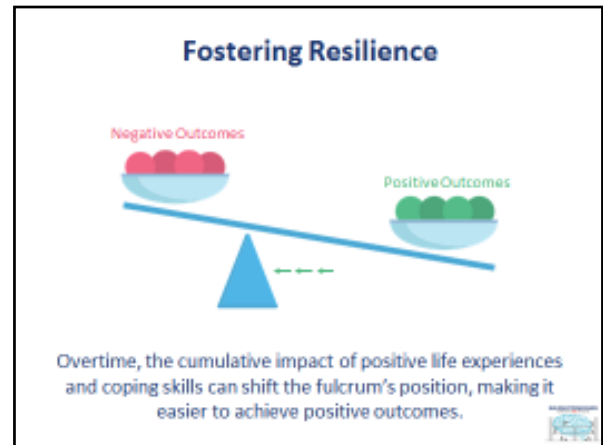 Fostering Resilience
Negative Outcomes
Positive Outcomes
Overtime, the cumulative impact of positive life experiences
and coping skills can shift the fulcrum's position, making it
easier to achieve positive outcomes.